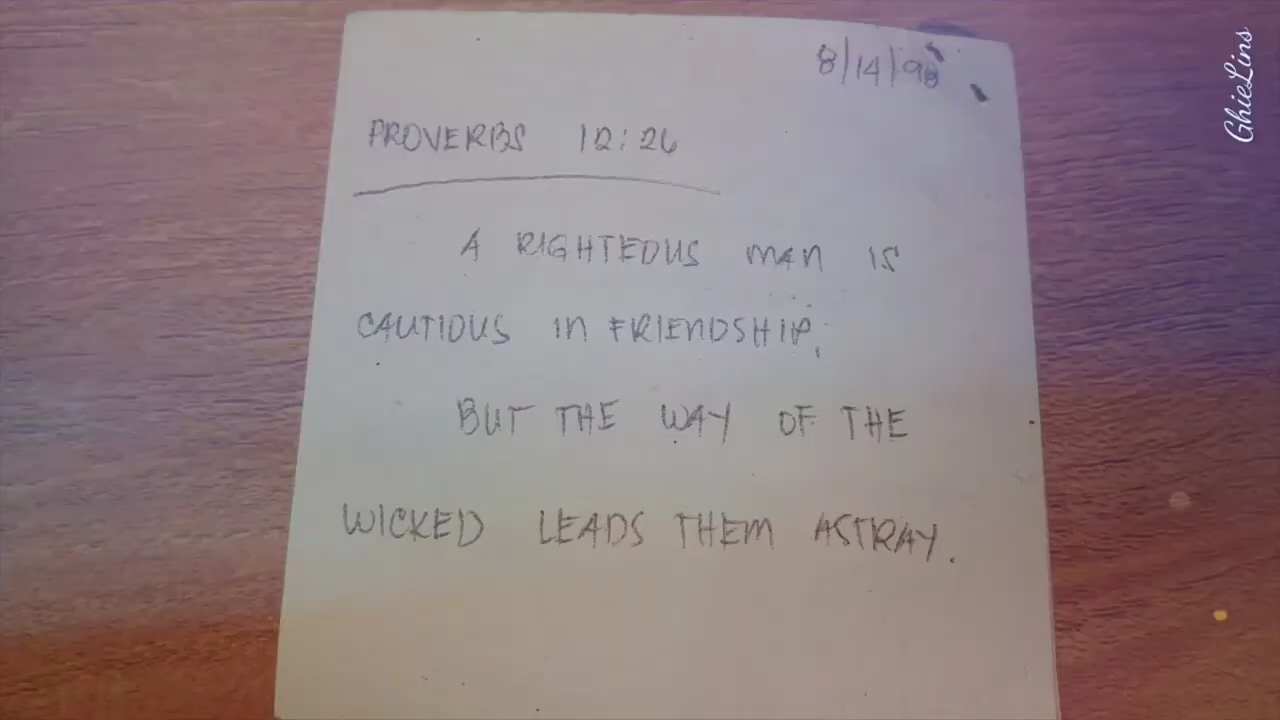 8/14/98
PROVERBS 12:26
A RIGHTEOUS MAN IS
CAUTIOUS IN FRIENDSHIP,
BUT THE WAY OF THE
WICKED LEADS THEM ASTRAY.
GhieLins